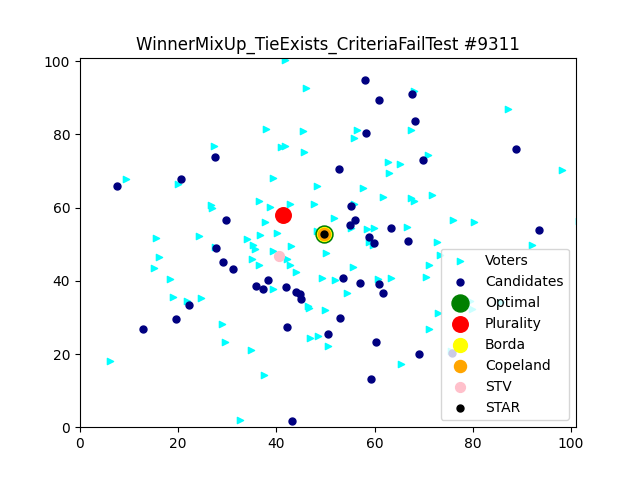 WinnerMixUp_TieExists_CriteriaFailTest #9311
100
80
60
40
20
0
0 20 40 60 80 100
Voters
Candidates
Optimal
Plurality
Borda
Copeland
STV
STAR